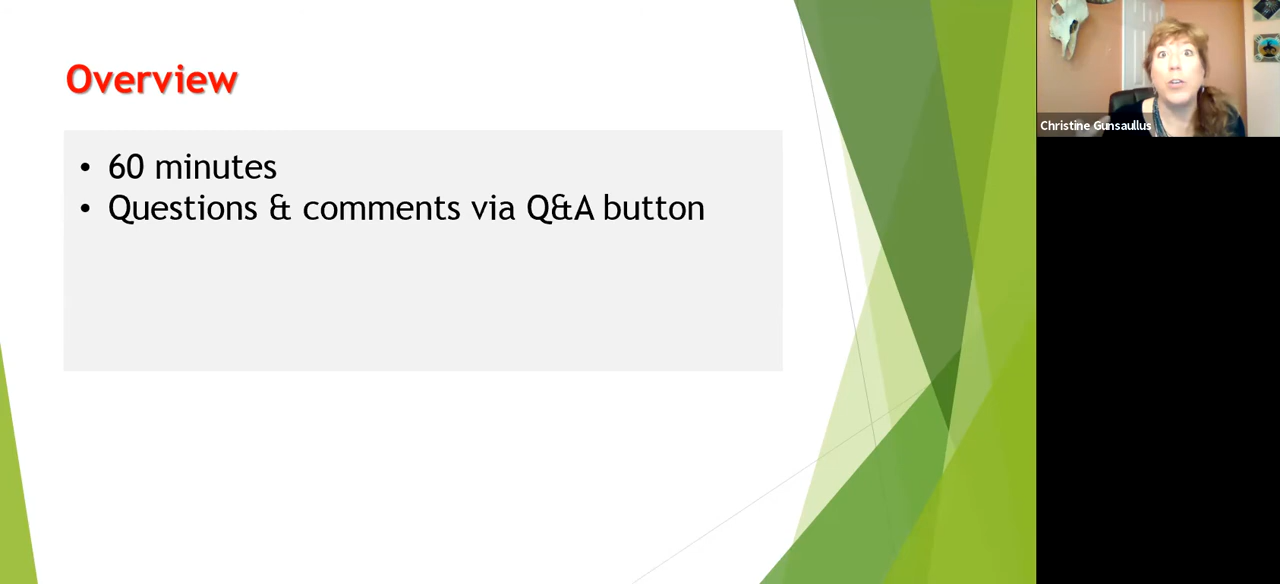 Overview
• 60 minutes
• Questions & comments via Q&A button
Christine Gunsaullus